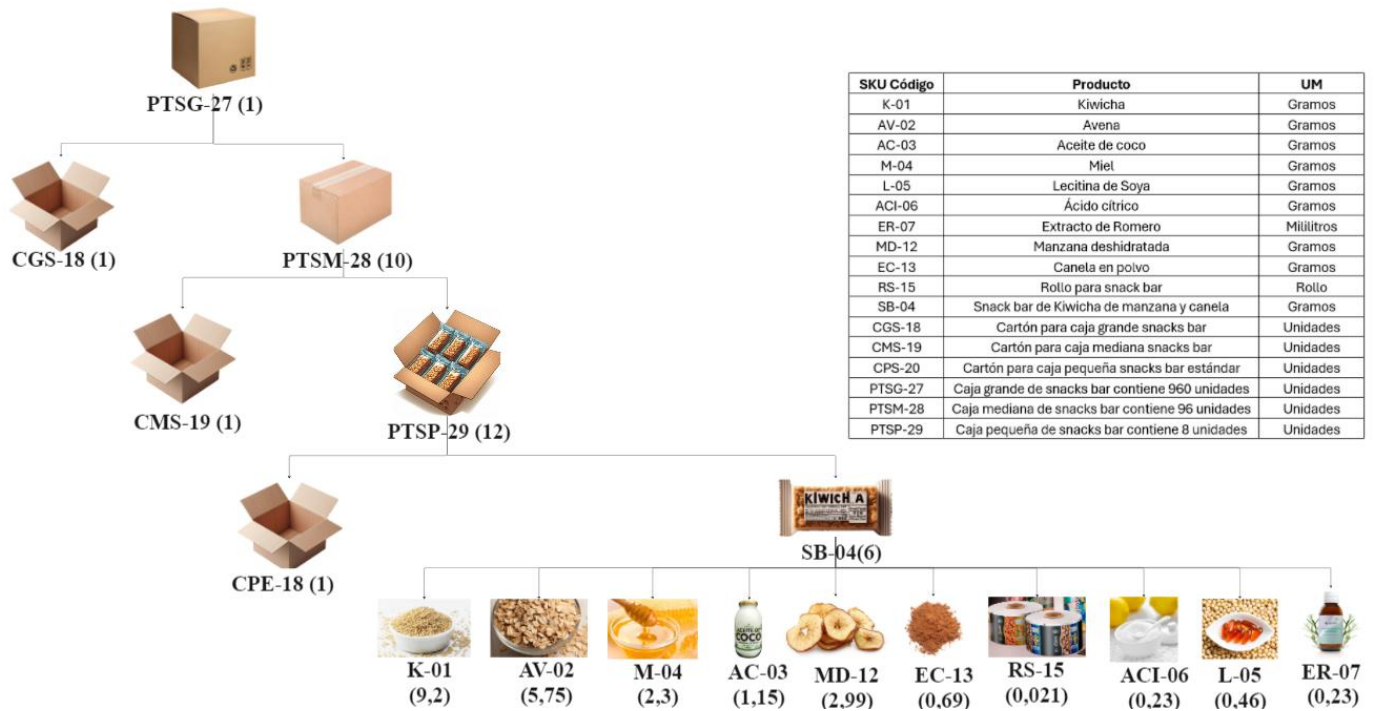 PTSG-27 (1)
CGS-18 (1)
PTSM-28 (10)
CMS-19 (1)
PTSP-29 (12)
CPE-18 (1)
KIWICH A
SB-04(6)
ACEITE DE
COCO
K-01
(9,2)
AV-02
(5,75)
M-04
(2,3)
AC-03
(1,15)
MD-12
(2,99)
EC-13
(0,69)
RS-15
(0,021)
ACI-06
(0,23)
L-05
(0,46)
ER-07
(0,23)
SKU Código Producto UM
K-01 Kiwicha Gramos
AV-02 Avena Gramos
AC-03 Aceite de coco Gramos
M-04 Miel Gramos
L-05 Lecitina de Soya Gramos
ACI-06 Ácido cítrico Gramos
ER-07 Extracto de Romero Mililitros
MD-12 Manzana deshidratada Gramos
EC-13 Canela en polvo Gramos
RS-15 Rollo para snack bar Rollo
SB-04 Snack bar de Kiwicha de manzana y canela Gramos
CGS-18 Cartón para caja grande snacks bar Unidades
CMS-19 Cartón para caja mediana snacks bar Unidades
CPS-20 Cartón para caja pequeña snacks bar estándar Unidades
PTSG-27 Caja grande de snacks bar contiene 960 unidades Unidades
PTSM-28 Caja mediana de snacks bar contiene 96 unidades Unidades
PTSP-29 Caja pequeña de snacks bar contiene 8 unidades Unidades